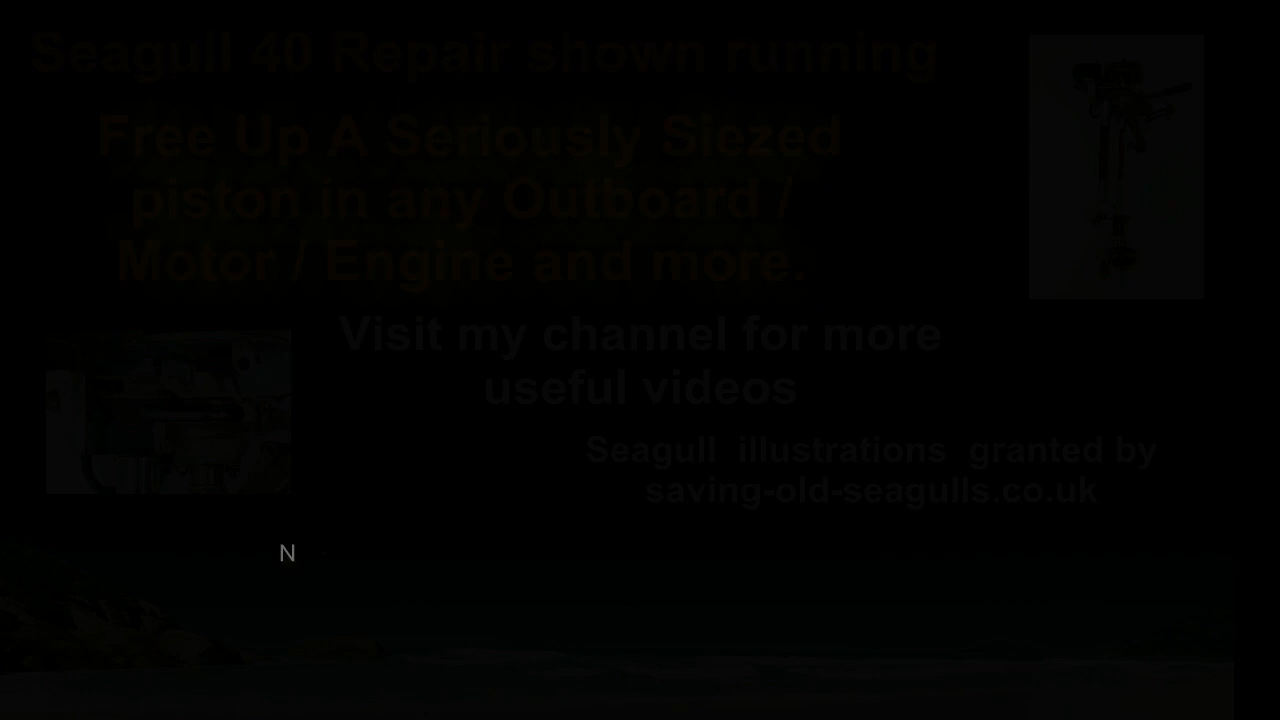 Seagull 40 Repair shown running
Free Up A Seriously Siezed
piston in any Outboard /
Motor / Engine and more.
Visit my channel for more
useful videos
Seagull illustrations granted by
saving-old-seagulls.co.uk
N